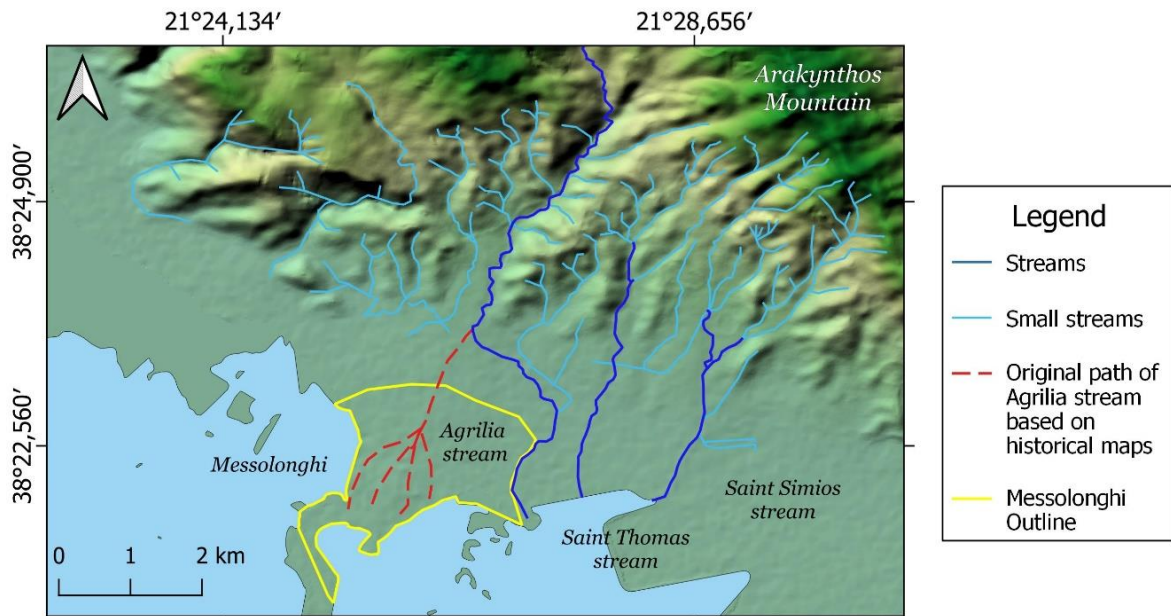 21°24,134′
21°28,656′
Arakynthos
Mountain
38°24,900′
38°22,560′
Messolonghi
Agrilia
stream
Saint Simios
stream
Saint Thomas
stream
0
2 km
Legend
Streams
Small streams
Original path of
Agrilia stream
based on
historical maps
Messolonghi
Outline